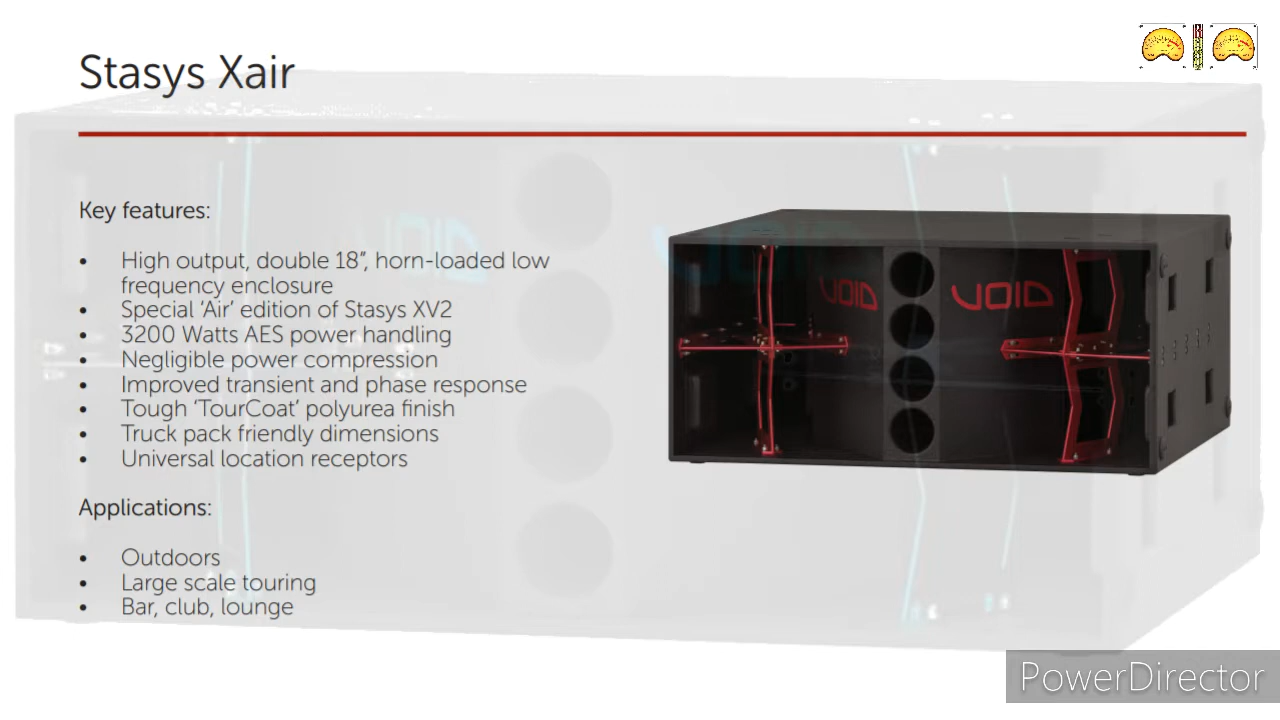 Stasys Xair
Key features:
• High output, double 18”, horn-loaded low
frequency enclosure
• Special ‘Air’ edition of Stasys XV2
• 3200 Watts AES power handling
• Negligible power compression
• Improved transient and phase response
• Tough ‘TourCoat’ polyurea finish
• Truck pack friendly dimensions
• Universal location receptors
Applications:
• Outdoors
• Large scale touring
• Bar, club, lounge
VOID VOID
VOID VOID
PowerDirector